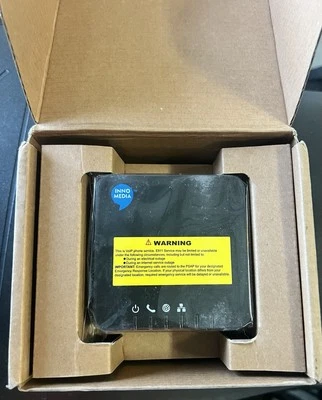 INNO
MEDIA
WARNING
This is VoIP phone service. E911 Service may be limited or unavailable
under the following circumstances, including but not limited to:
During an electrical outage
During an internet service outage
IMPORTANT: Emergency calls are routed to the PSAP for your designated
Emergency Response Location. If your physical location differs from your
designated location, required emergency service will be delayed or unavailable.